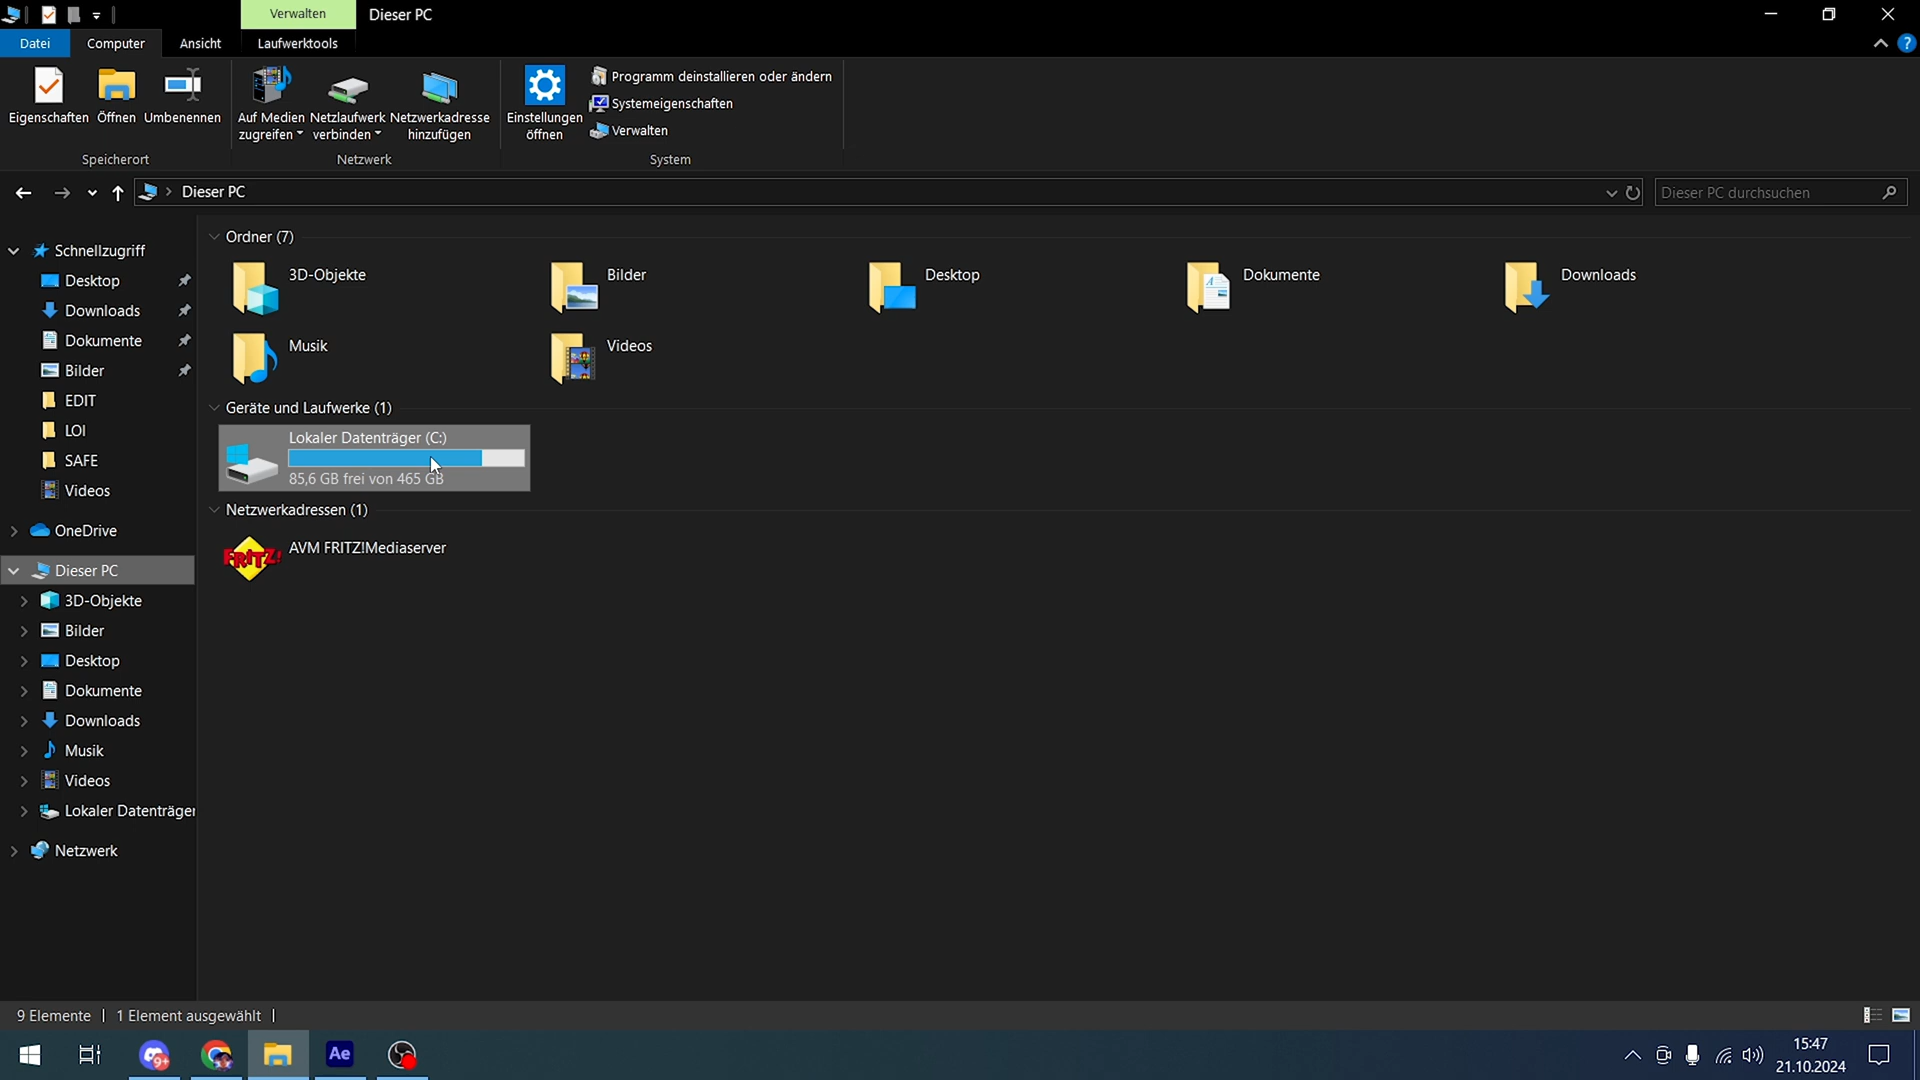 Verwalten
Dieser PC
Datei
Computer
Ansicht
Laufwerktools
?
Eigenschaften
Öffnen
Umbenennen
Auf Medien zugreifen
Netzlaufwerk verbinden
Netzwerkadresse hinzufügen
Einstellungen öffnen
Programm deinstallieren oder ändern
Systemeigenschaften
Verwalten
Speicherort
Netzwerk
System
Dieser PC
Dieser PC durchsuchen
Schnellzugriff
Desktop
Downloads
Dokumente
Bilder
EDIT
LOI
SAFE
Videos
OneDrive
Dieser PC
3D-Objekte
Bilder
Desktop
Dokumente
Downloads
Musik
Videos
Lokaler Datenträger
Netzwerk
Ordner (7)
3D-Objekte
Bilder
Desktop
Dokumente
Downloads
Musik
Videos
Geräte und Laufwerke (1)
Lokaler Datenträger (C:)
85,6 GB frei von 465 GB
Netzwerkadressen (1)
FRITZ!
AVM FRITZ!Mediaserver
9 Elemente
1 Element ausgewählt
9+
Ae
15:47
21.10.2024